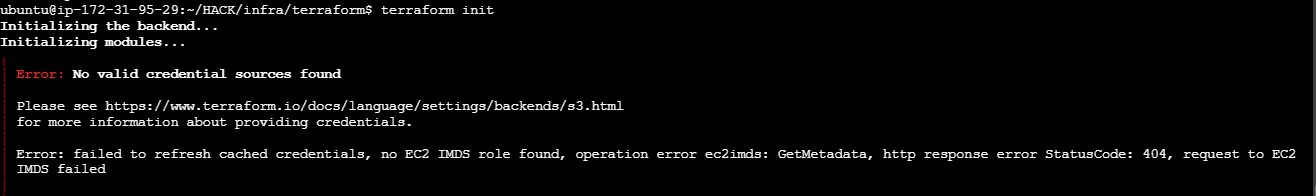 ubuntu@ip-172-31-95-29:~/HACK/infra/terraform$ terraform init
Initializing the backend...
Initializing modules...
Error: No valid credential sources found
Please see https://www.terraform.io/docs/language/settings/backends/s3.html
for more information about providing credentials.
Error: failed to refresh cached credentials, no EC2 IMDS role found, operation error ec2imds: GetMetadata, http response error StatusCode: 404, request to EC2
IMDS failed